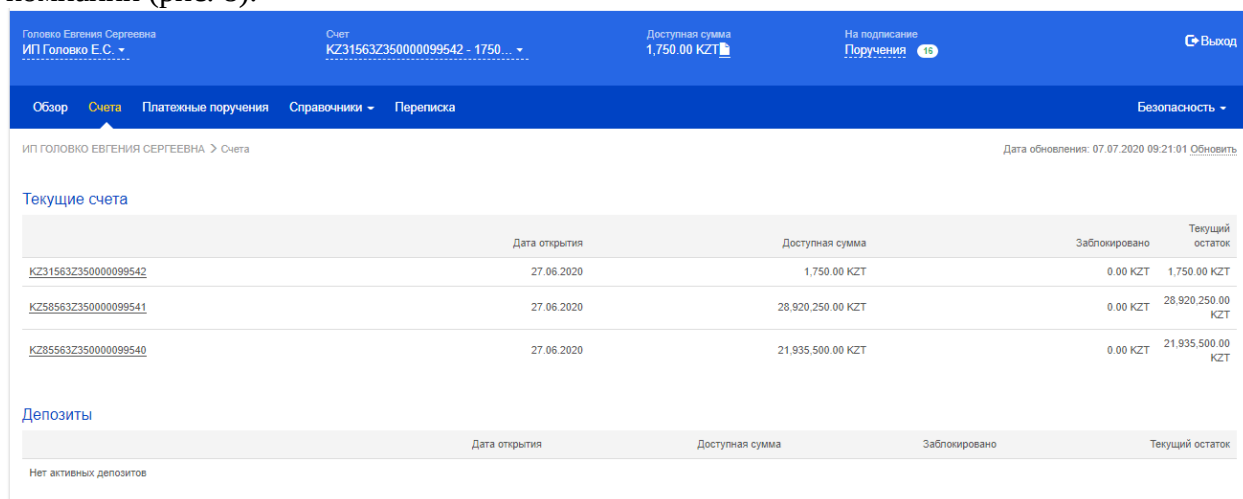 компании (рис. 8).
Головко Евгения Сергеевна Счет Доступная сумма На подписание
ИП Головко Е.С. KZ31563Z350000099542 - 1750... 1,750.00 KZT Поручения 16 Выход
Обзор Счета Платежные поручения Справочники Переписка Безопасность
ИП ГОЛОВКО ЕВГЕНИЯ СЕРГЕЕВНА > Счета Дата обновления: 07.07.2020 09:21:01 Обновить
Текущие счета
Дата открытия Доступная сумма Заблокировано Текущий остаток
KZ31563Z350000099542 27.06.2020 1,750.00 KZT 0.00 KZT 1,750.00 KZT
KZ58563Z350000099541 27.06.2020 28,920,250.00 KZT 0.00 KZT 28,920,250.00 KZT
KZ85563Z350000099540 27.06.2020 21,935,500.00 KZT 0.00 KZT 21,935,500.00 KZT
Депозиты
Дата открытия Доступная сумма Заблокировано Текущий остаток
Нет активных депозитов